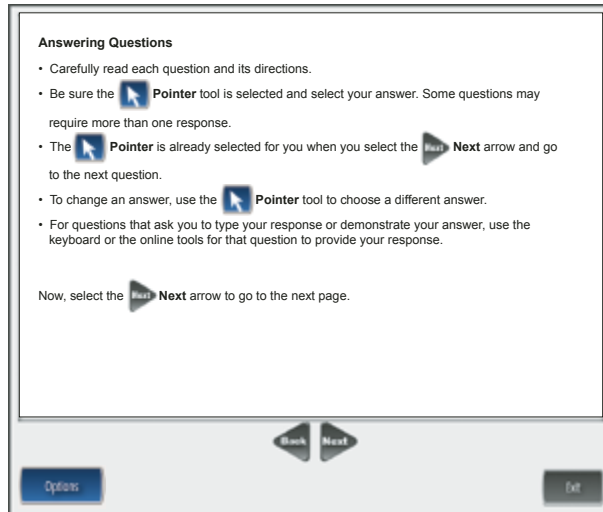 Answering Questions
• Carefully read each question and its directions.
• Be sure the Pointer tool is selected and select your answer. Some questions may
require more than one response.
• The Pointer is already selected for you when you select the Next Next arrow and go
to the next question.
• To change an answer, use the Pointer tool to choose a different answer.
• For questions that ask you to type your response or demonstrate your answer, use the
keyboard or the online tools for that question to provide your response.
Now, select the Next Next arrow to go to the next page.
Back Next
Options Exit